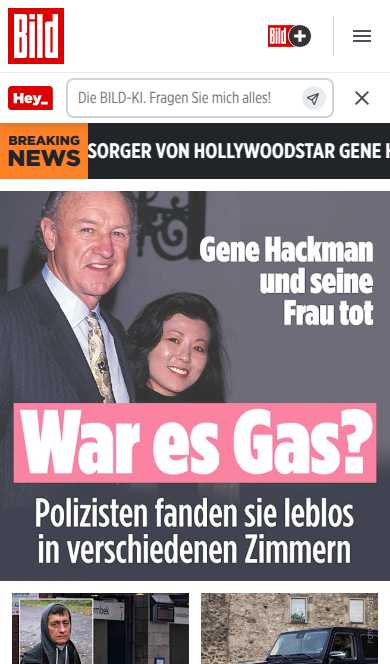 Bild
Bild +
Hey_
Die BILD-KI. Fragen Sie mich alles!
BREAKING
NEWS
SORGER VON HOLLYWOODSTAR GENE
Gene Hackman
und seine
Frau tot
War es Gas?
Polizisten fanden sie leblos
in verschiedenen Zimmern